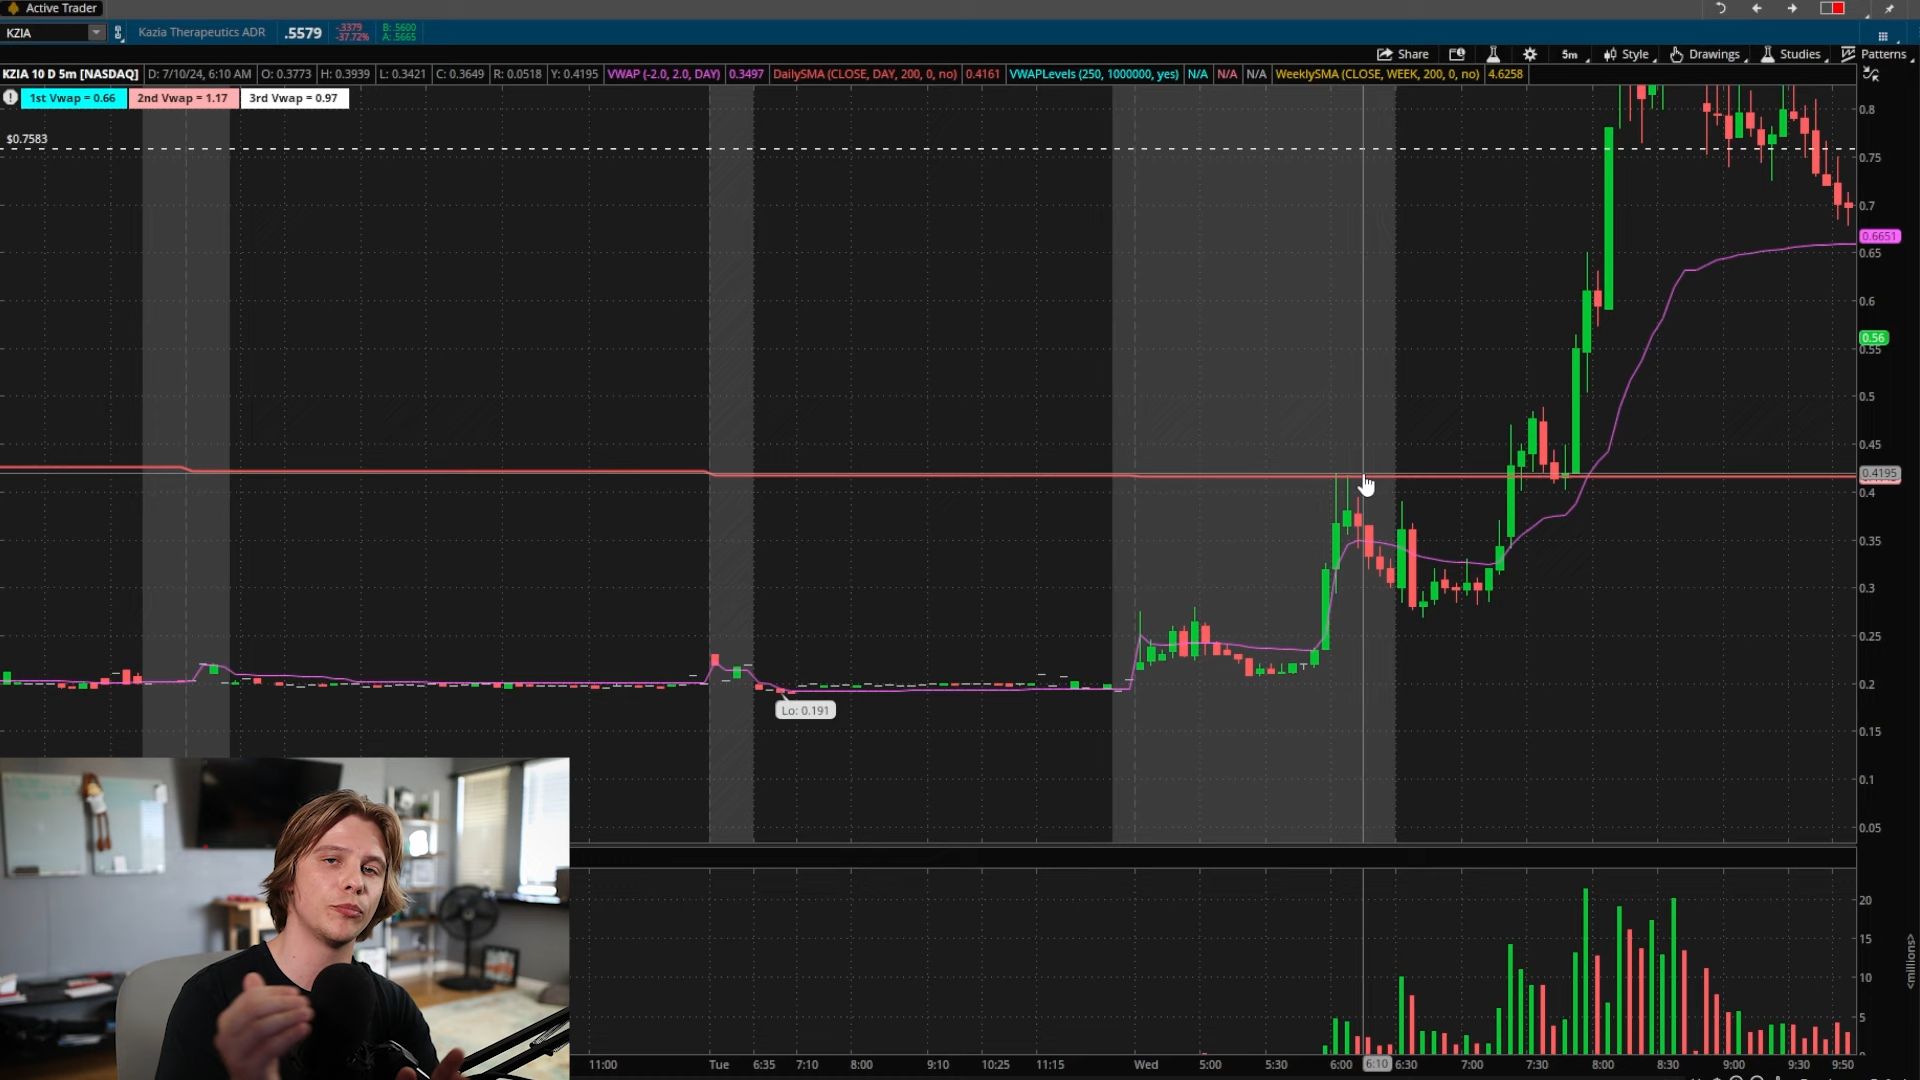 Active Trader
KZIA
Kazia Therapeutics ADR
.5579
-.3379
-37.72%
B: .5600
A: .5665
Share
5m
Style
Drawings
Studies
Patterns
KZIA 10 D 5m [NASDAQ]
D: 7/10/24, 6:10 AM
O: 0.3773
H: 0.3939
L: 0.3421
C: 0.3649
R: 0.0518
Y: 0.4195
VWAP (-2.0, 2.0, DAY)
0.3497
DailySMA (CLOSE, DAY, 200, 0, no)
0.4161
VWAPLevels (250, 1000000, yes)
N/A
N/A
N/A
WeeklySMA (CLOSE, WEEK, 200, 0, no)
4.6258
1st Vwap = 0.66
2nd Vwap = 1.17
3rd Vwap = 0.97
$0.7583
0.8
0.75
0.7
0.6651
0.65
0.6
0.56
0.55
0.5
0.45
0.4195
0.4
0.35
0.3
0.25
0.2
0.15
0.1
0.05
Lo: 0.191
20
15
10
5
<millions>
11:00
Tue
6:35
7:10
8:00
9:10
10:25
11:15
Wed
5:00
5:30
6:00
6:10
6:30
7:00
7:30
8:00
8:30
9:00
9:30
9:50